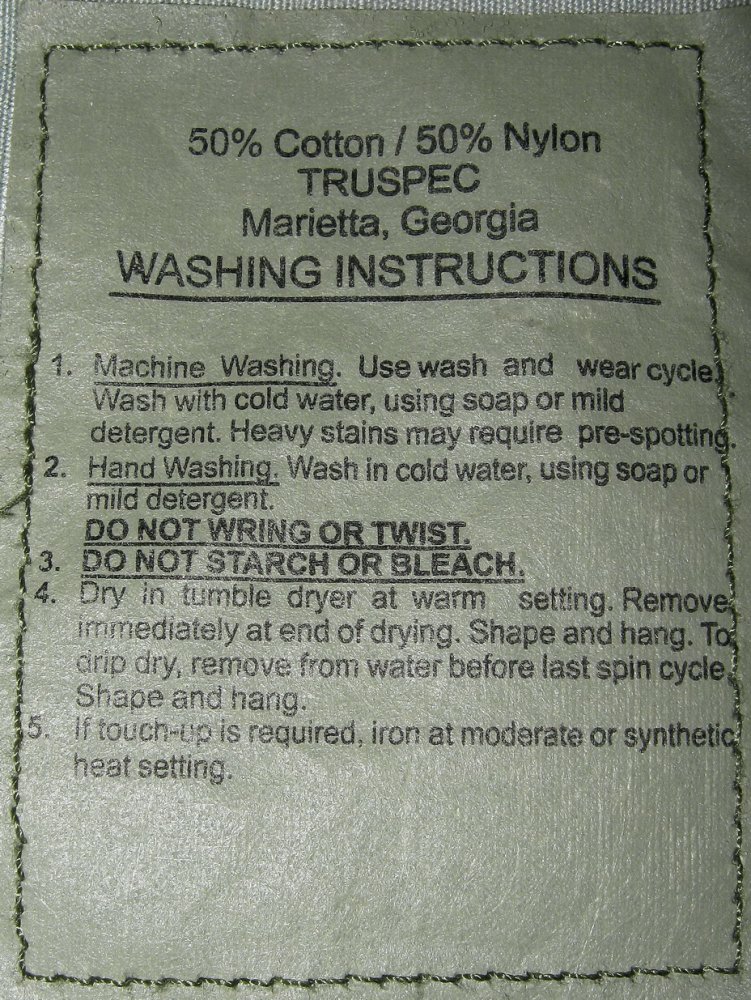 50% Cotton / 50% Nylon
TRUSPEC
Marietta, Georgia
WASHING INSTRUCTIONS
1. Machine Washing. Use wash and wear cycle.
Wash with cold water, using soap or mild
detergent. Heavy stains may require pre-spotting.
2. Hand Washing. Wash in cold water, using soap or
mild detergent.
DO NOT WRING OR TWIST.
3. DO NOT STARCH OR BLEACH.
4. Dry in tumble dryer at warm setting. Remove
immediately at end of drying. Shape and hang. To
drip dry, remove from water before last spin cycle.
Shape and hang.
5. If touch-up is required, iron at moderate or synthetic
heat setting.